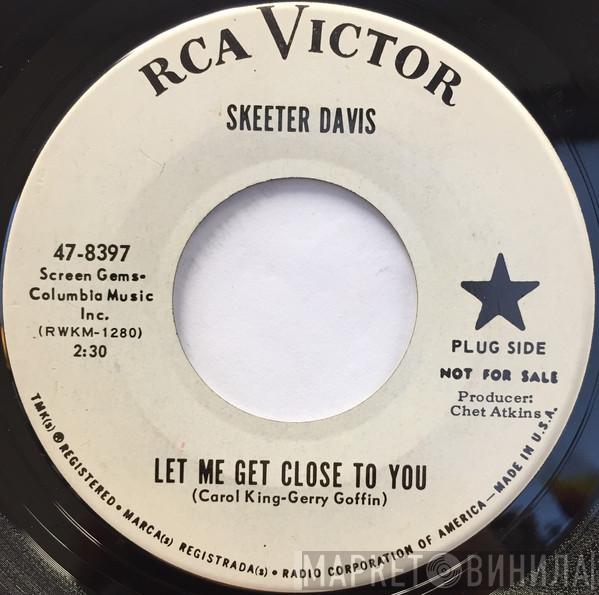 RCA VICTOR
SKEETER DAVIS
47-8397
Screen Gems-
Columbia Music
Inc.
(RWKM-1280)
2:30
PLUG SIDE
NOT FOR SALE
Producer:
Chet Atkins
LET ME GET CLOSE TO YOU
(Carol King-Gerry Goffin)
TMK(s) ® REGISTERED • MARCA(s) REGISTRADA(s) • RADIO CORPORATION OF AMERICA—MADE IN U.S.A.
МАРКЕТ ВИНИЛА